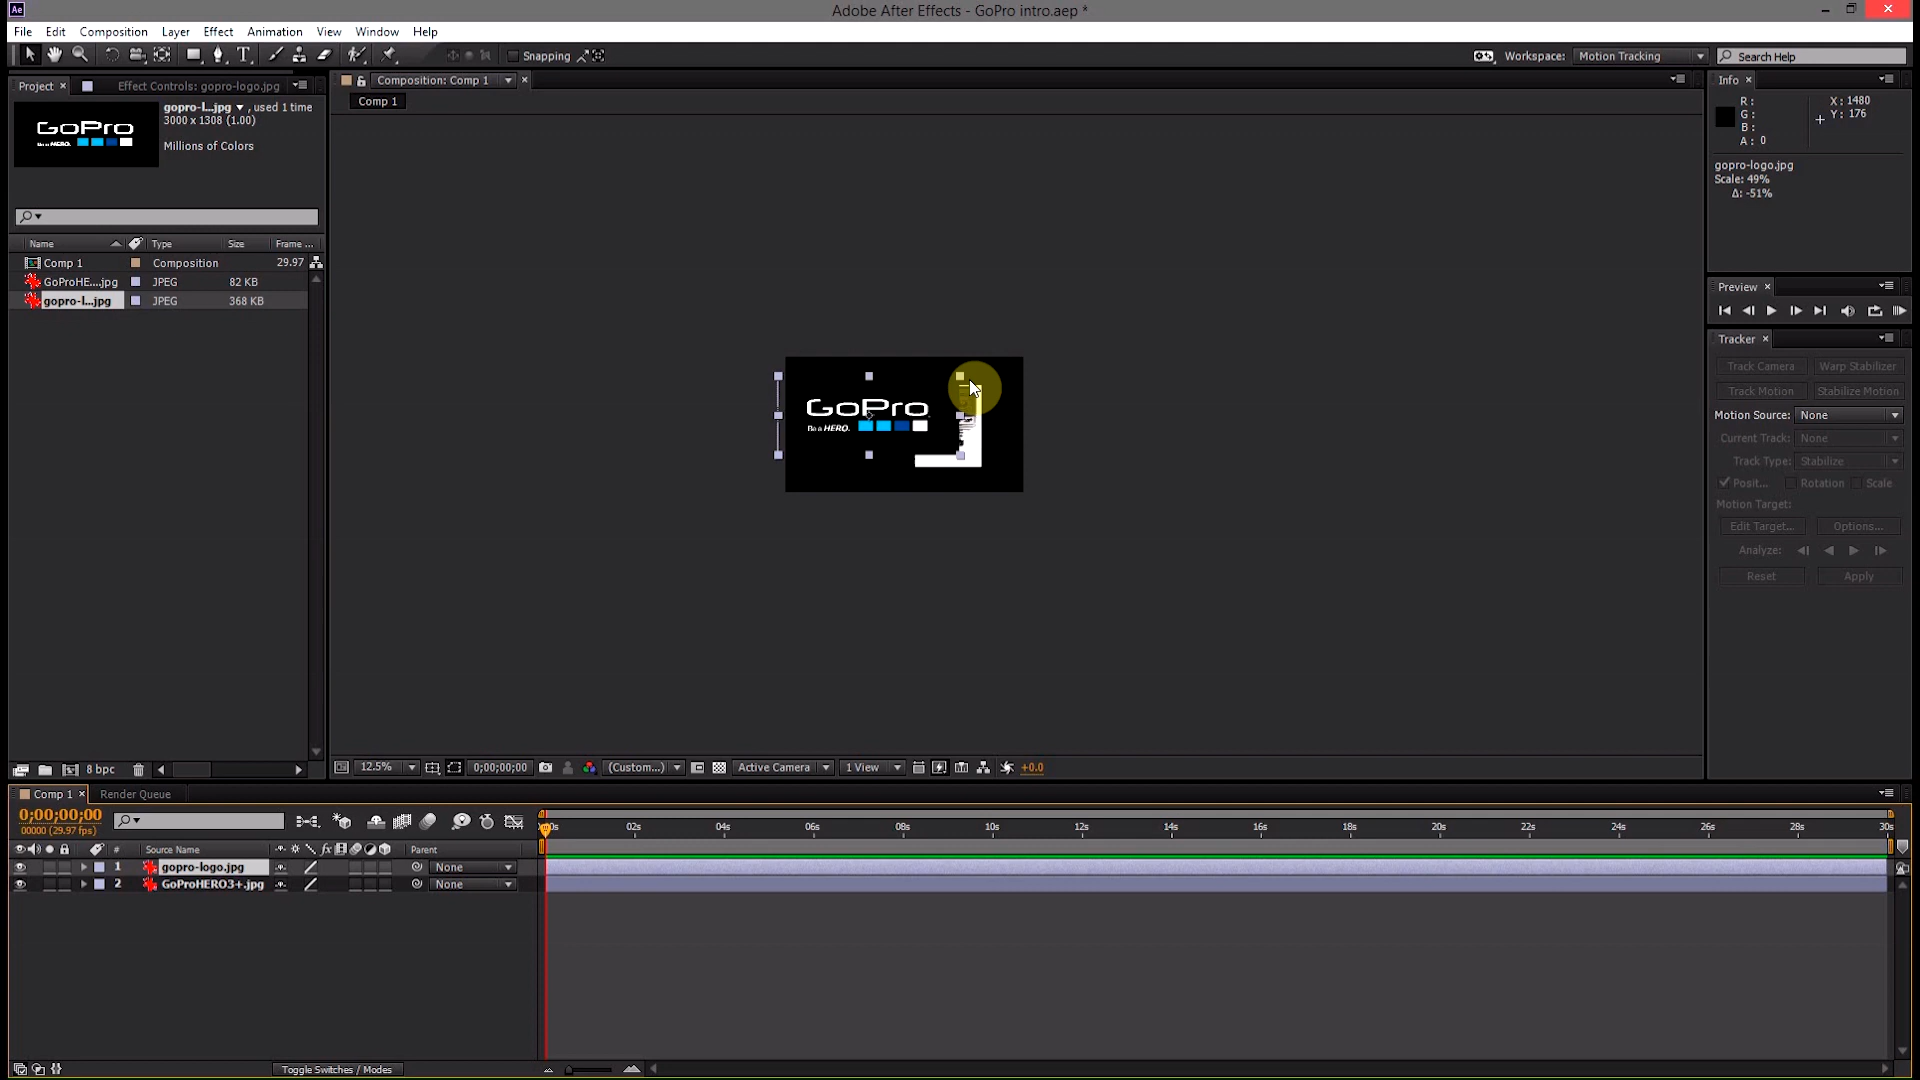 Ae
Adobe After Effects - GoPro intro.aep *
File Edit Composition Layer Effect Animation View Window Help
Snapping
Workspace: Motion Tracking
Search Help
Project
Effect Controls: gopro-logo.jpg
gopro-l...jpg , used 1 time
3000 x 1308 (1.00)
Millions of Colors
GoPro
Be a HERO.
Name Type Size Frame ...
Comp 1 Composition 29.97
GoProHE....jpg JPEG 82 KB
gopro-l...jpg JPEG 368 KB
8 bpc
Composition: Comp 1
Comp 1
GoPro
Be a HERO.
12.5%
0;00;00;00
(Custom...)
Active Camera
1 View
+0.0
Info
R: X: 1480
G: Y: 176
B:
A: 0
gopro-logo.jpg
Scale: 49%
Δ: -51%
Preview
Tracker
Track Camera Warp Stabilizer
Track Motion Stabilize Motion
Motion Source: None
Current Track: None
Track Type: Stabilize
Posit... Rotation Scale
Motion Target:
Edit Target... Options...
Analyze:
Reset Apply
Comp 1
Render Queue
0;00;00;00
00000 (29.97 fps)
02s 04s 06s 08s 10s 12s 14s 16s 18s 20s 22s 24s 26s 28s 30s
# Source Name fx Parent
1 gopro-logo.jpg None
2 GoProHERO3+.jpg None
Toggle Switches / Modes